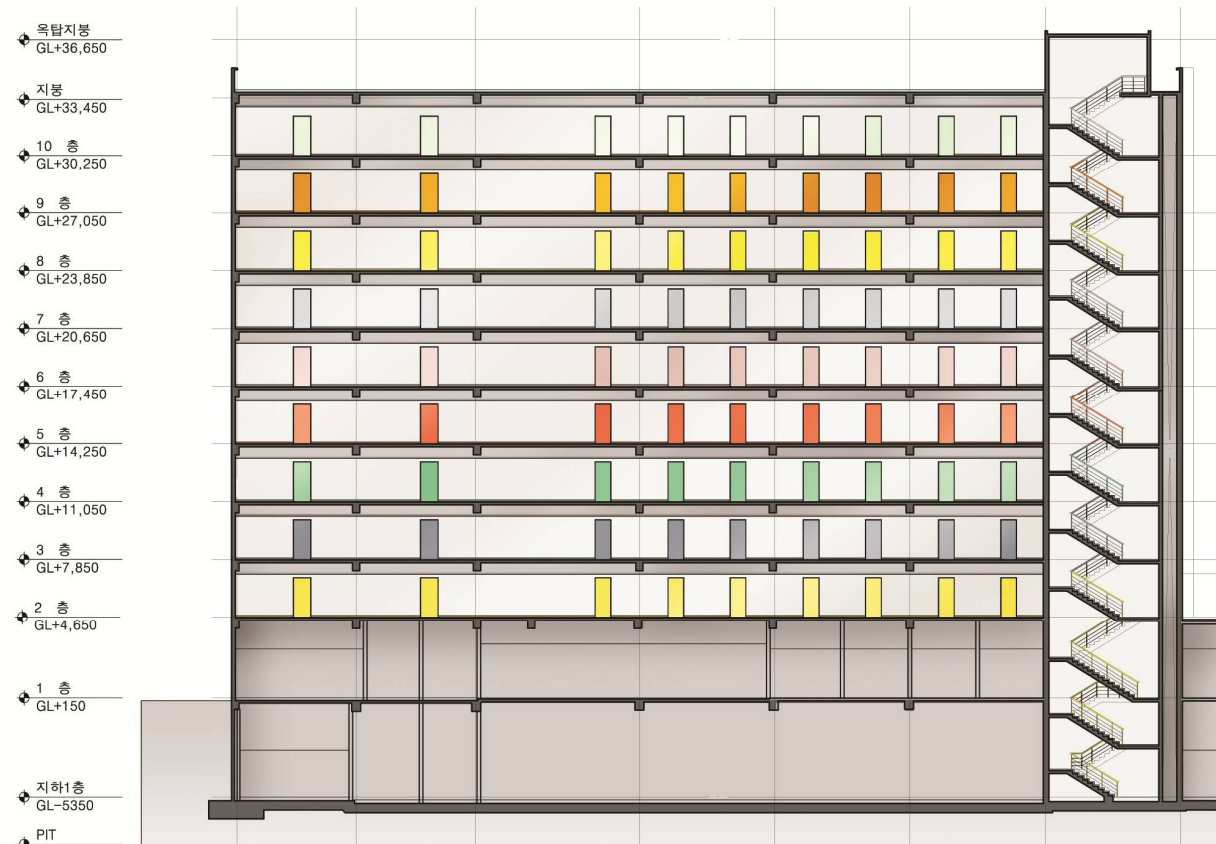 옥탑지붕
GL+36,650
지붕
GL+33,450
10 층
GL+30,250
9 층
GL+27,050
8 층
GL+23,850
7 층
GL+20,650
6 층
GL+17,450
5 층
GL+14,250
4 층
GL+11,050
3 층
GL+7,850
2 층
GL+4,650
1 층
GL+150
지하1층
GL-5350
PIT